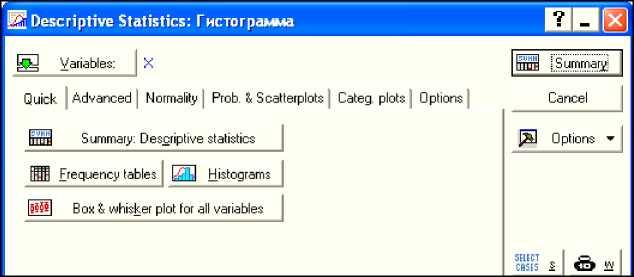 Descriptive Statistics: Гистограмма
Variables: X
Summary
Quick Advanced Normality Prob. & Scatterplots Categ. plots Options
Cancel
Summary: Descriptive statistics
Options
Frequency tables Histograms
Box & whisker plot for all variables
SELECT CASES S W